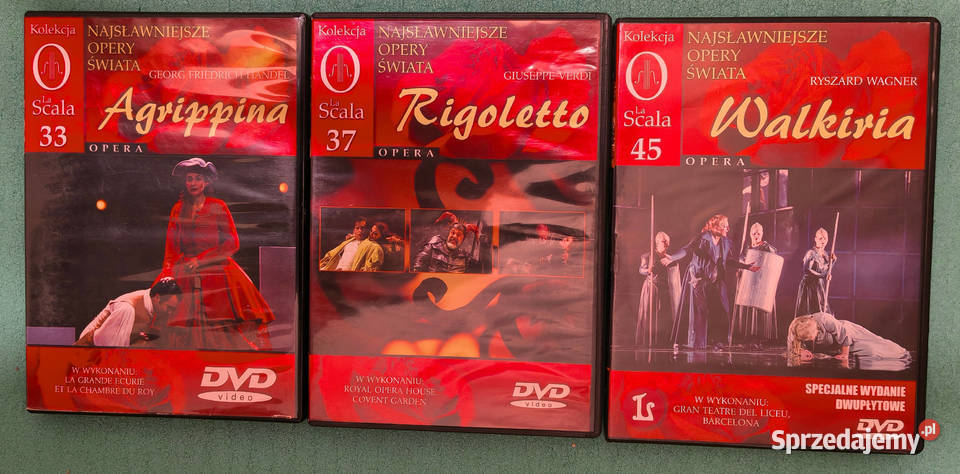 Kolekcja
La Scala
33
NAJSŁAWNIEJSZE
OPERY
ŚWIATA
GEORG FRIEDRICH HANDEL
Agrippina
OPERA
W WYKONANIU:
LA GRANDE ECURIE
ET LA CHAMBRE DU ROY
DVD
video
Kolekcja
La Scala
37
NAJSŁAWNIEJSZE
OPERY
ŚWIATA
GIUSEPPE VERDI
Rigoletto
OPERA
W WYKONANIU:
ROYAL OPERA HOUSE
COVENT GARDEN
DVD
video
Kolekcja
La Scala
45
NAJSŁAWNIEJSZE
OPERY
ŚWIATA
RYSZARD WAGNER
Walkiria
OPERA
SPECJALNE WYDANIE
DWUPŁYTOWE
L
W WYKONANIU:
GRAN TEATRE DEL LICEU,
BARCELONA
DVD
Sprzedajemy.pl